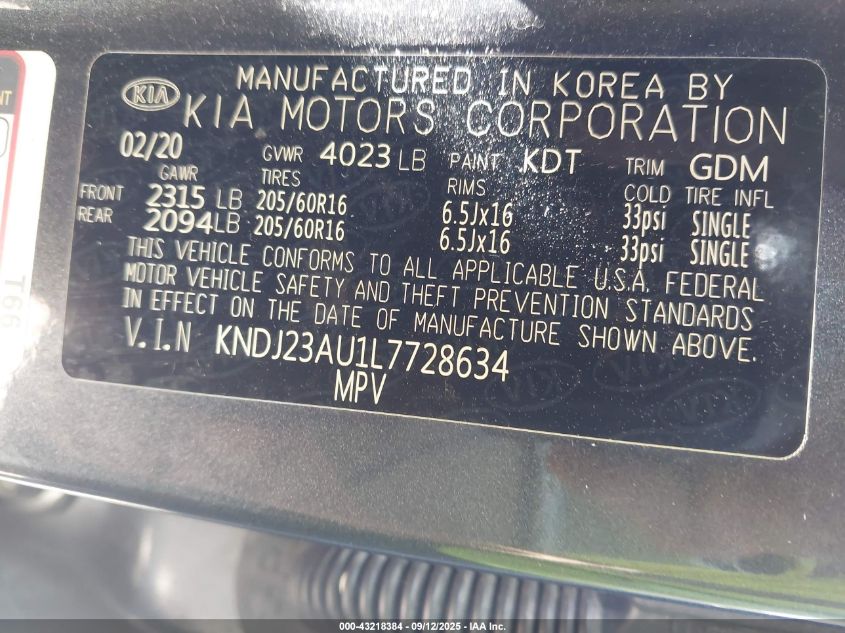 KIA MANUFACTURED IN KOREA BY
KIA MOTORS CORPORATION
02/20 GVWR 4023 LB PAINT KDT TRIM GDM
GAWR TIRES RIMS COLD TIRE INFL
FRONT 2315 LB 205/60R16 6.5Jx16 33psi SINGLE
REAR 2094LB 205/60R16 6.5Jx16 33psi SINGLE
THIS VEHICLE CONFORMS TO ALL APPLICABLE U.S.A. FEDERAL
MOTOR VEHICLE SAFETY AND THEFT PREVENTION STANDARDS
IN EFFECT ON THE DATE OF MANUFACTURE SHOWN ABOVE.
V.I.N KNDJ23AU1L7728634
MPV
000-43218384 - 09/12/2025 - IAA Inc.